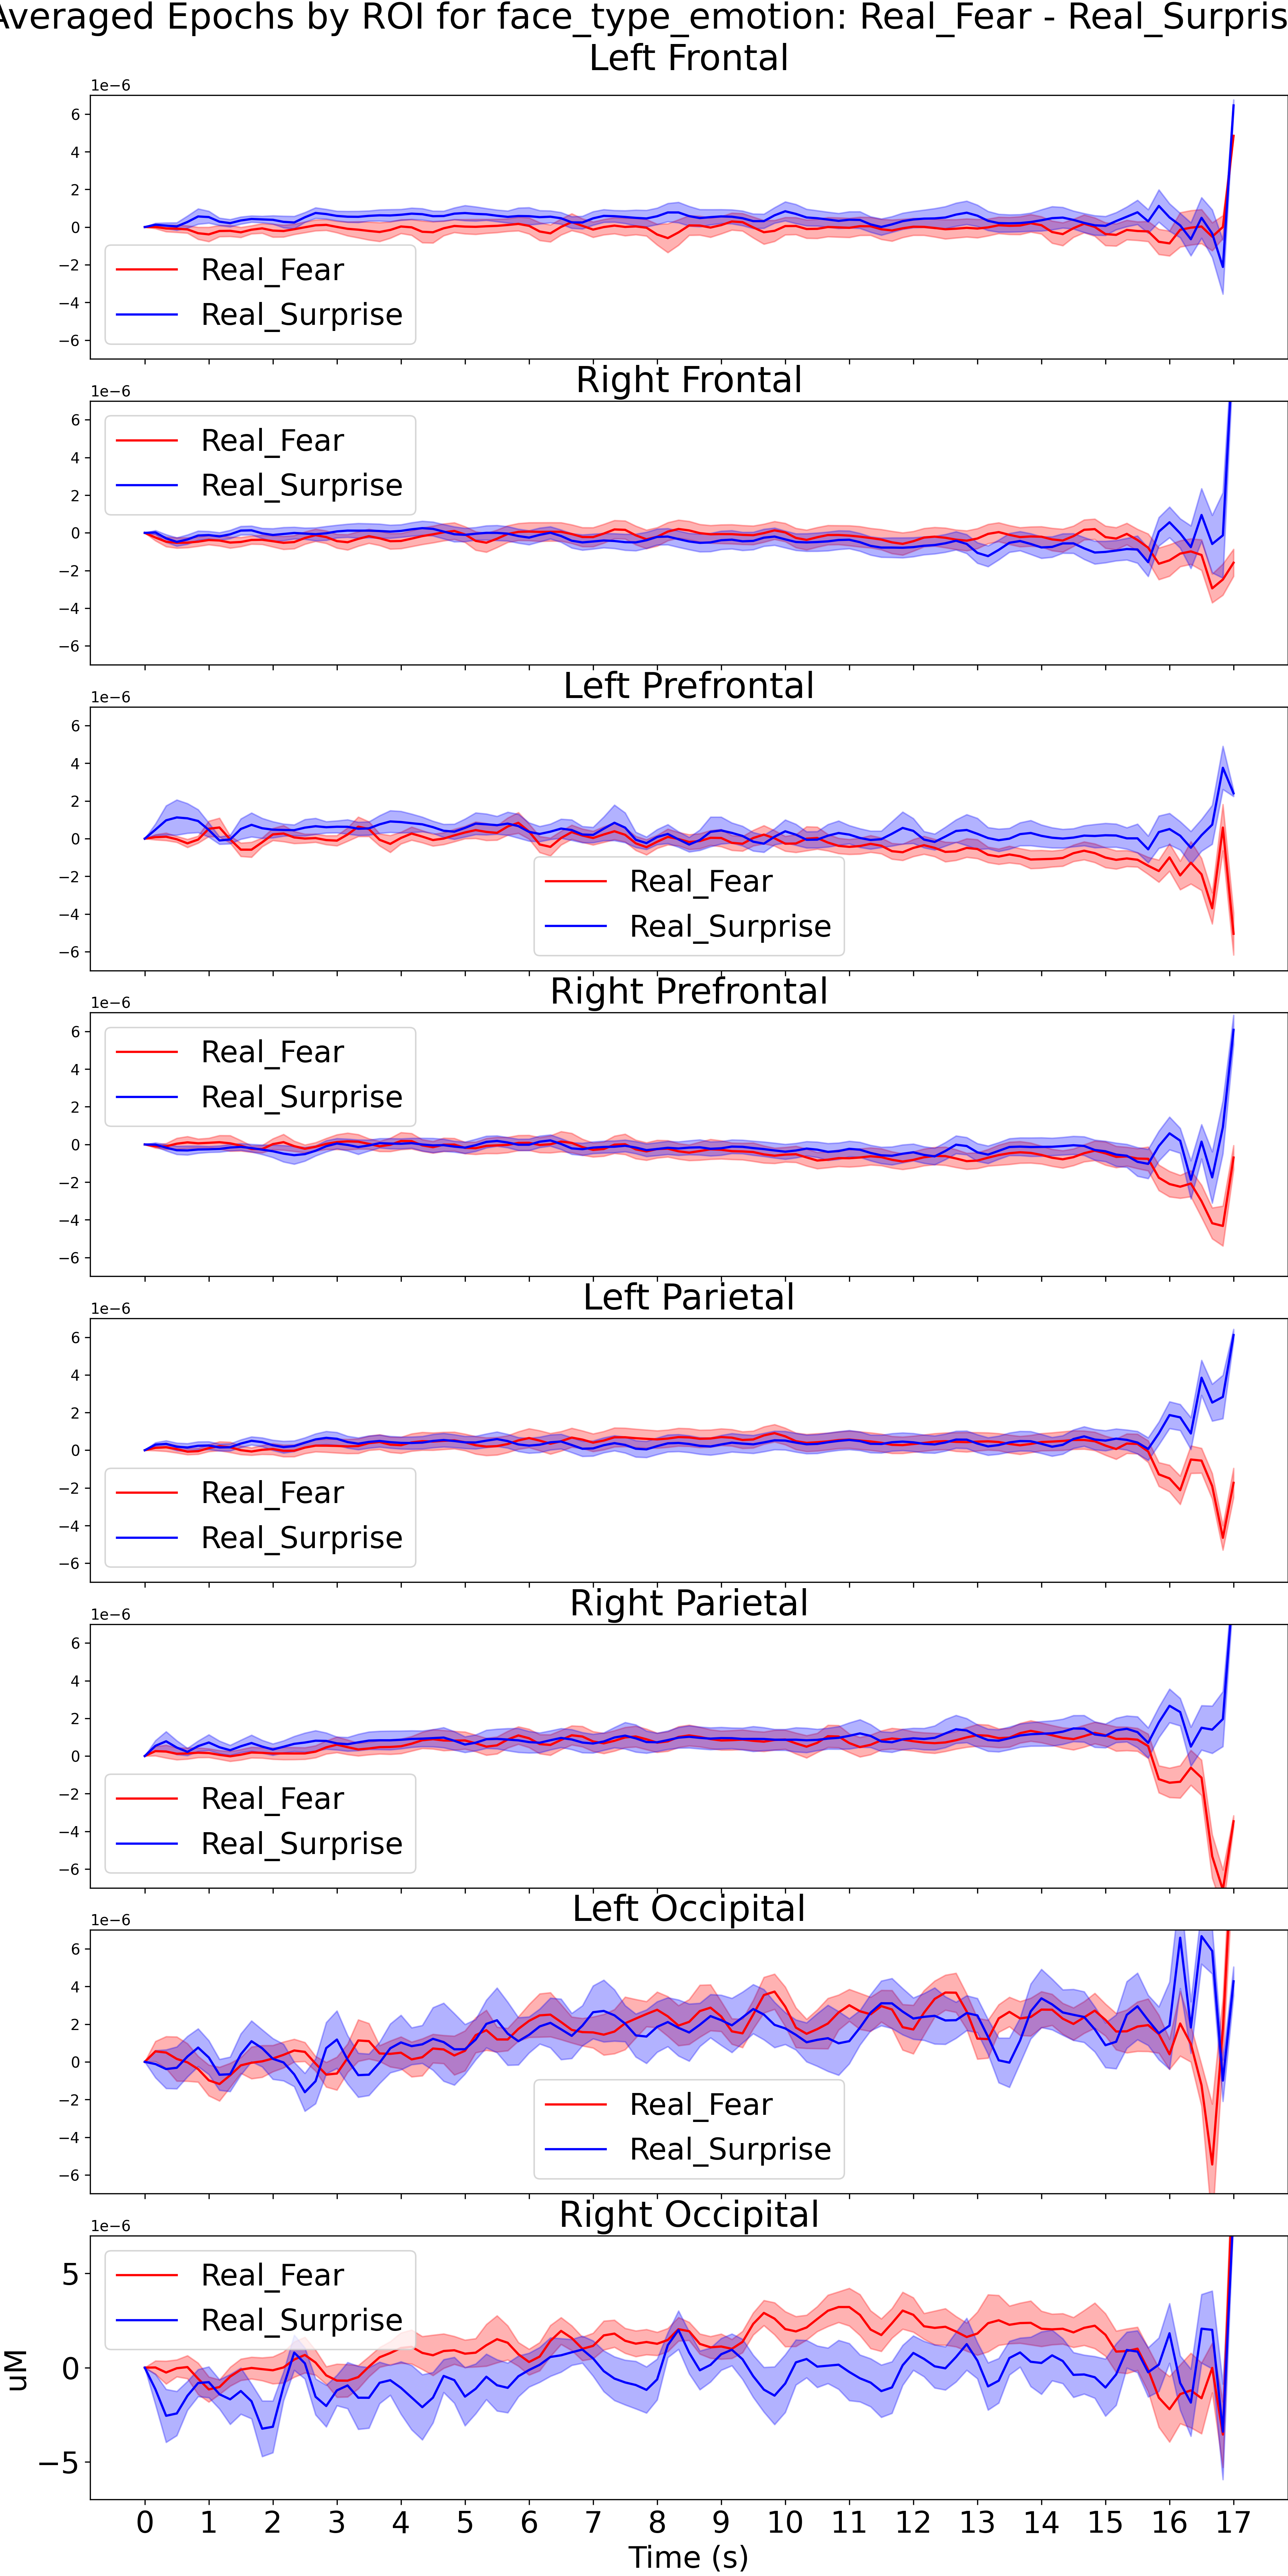 Averaged Epochs by ROI for face_type_emotion: Real_Fear - Real_Surpris
Left Frontal
1e−6
6
4
2
0
−2
−4
−6
Real_Fear
Real_Surprise
Right Frontal
1e−6
6
4
2
0
−2
−4
−6
Real_Fear
Real_Surprise
Left Prefrontal
1e−6
6
4
2
0
−2
−4
−6
Real_Fear
Real_Surprise
Right Prefrontal
1e−6
6
4
2
0
−2
−4
−6
Real_Fear
Real_Surprise
Left Parietal
1e−6
6
4
2
0
−2
−4
−6
Real_Fear
Real_Surprise
Right Parietal
1e−6
6
4
2
0
−2
−4
−6
Real_Fear
Real_Surprise
Left Occipital
1e−6
6
4
2
0
−2
−4
−6
Real_Fear
Real_Surprise
Right Occipital
1e−6
5
0
−5
uM
Real_Fear
Real_Surprise
0 1 2 3 4 5 6 7 8 9 10 11 12 13 14 15 16 17
Time (s)